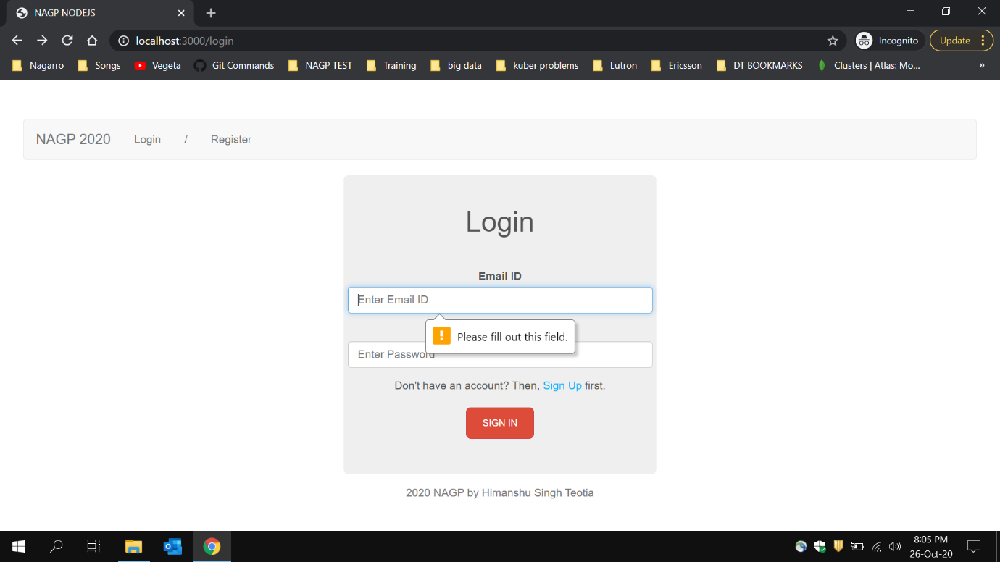 NAGP NODEJS
localhost:3000/login
Incognito
Update
Nagarro Songs Vegeta Git Commands NAGP TEST Training big data kuber problems Lutron Ericsson DT BOOKMARKS Clusters | Atlas: Mo... »
NAGP 2020 Login / Register
Login
Email ID
Enter Email ID
Please fill out this field.
Enter Password
Don't have an account? Then, Sign Up first.
SIGN IN
2020 NAGP by Himanshu Singh Teotia
8:05 PM
26-Oct-20